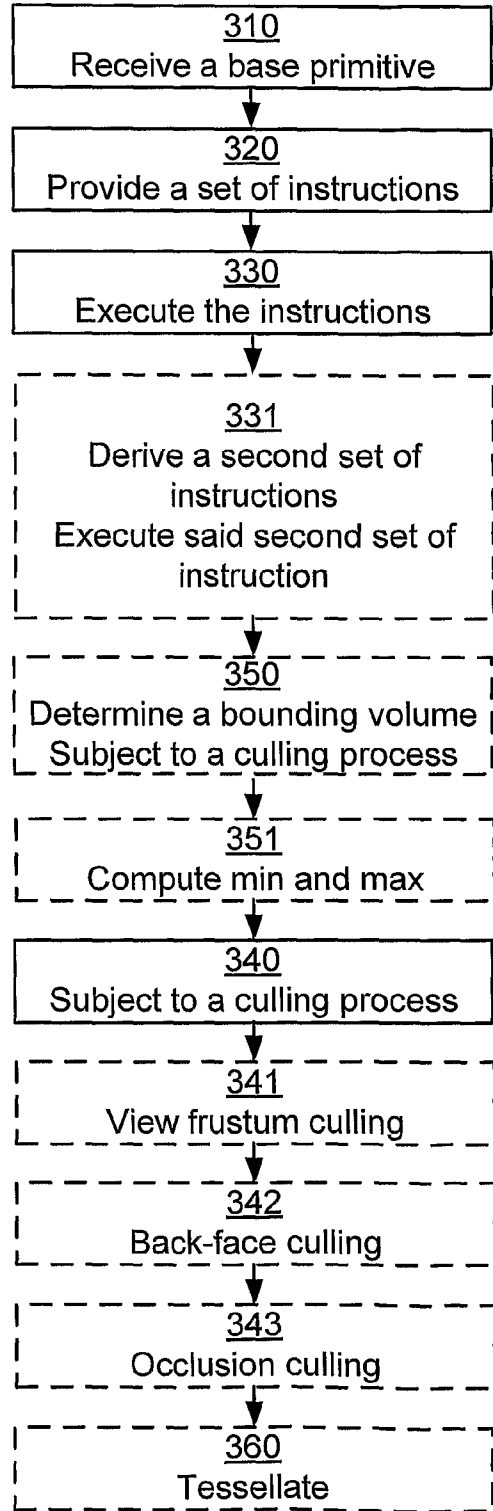 310
Receive a base primitive
320
Provide a set of instructions
330
Execute the instructions
331
Derive a second set of
instructions
Execute said second set of
instruction
350
Determine a bounding volume
Subject to a culling process
351
Compute min and max
340
Subject to a culling process
341
View frustum culling
342
Back-face culling
343
Occlusion culling
360
Tessellate